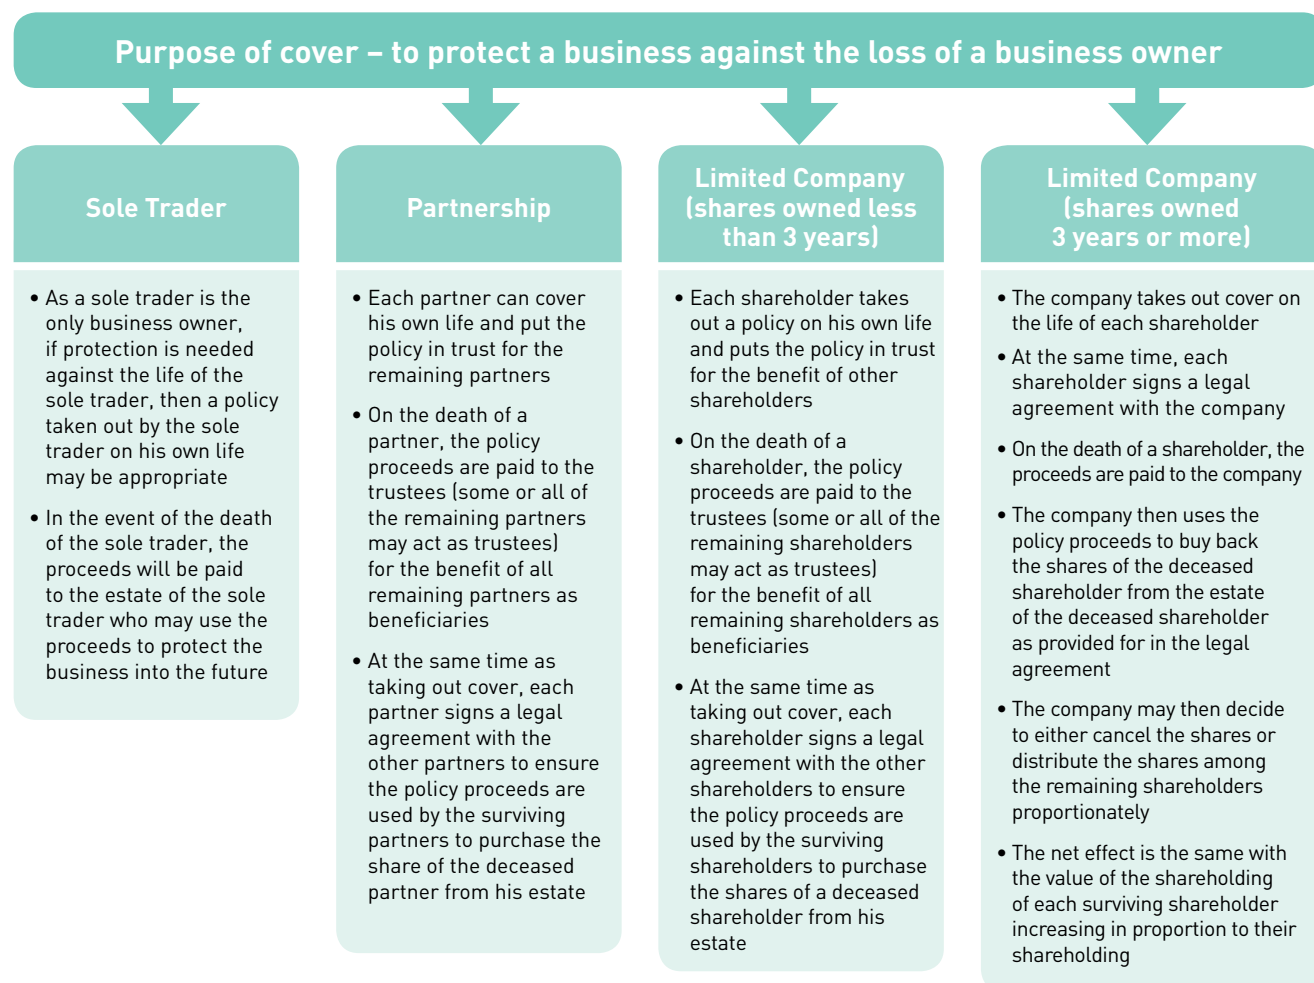 Purpose of cover – to protect a business against the loss of a business owner
Sole Trader
• As a sole trader is the
only business owner,
if protection is needed
against the life of the
sole trader, then a policy
taken out by the sole
trader on his own life
may be appropriate
• In the event of the death
of the sole trader, the
proceeds will be paid
to the estate of the sole
trader who may use the
proceeds to protect the
business into the future
Partnership
• Each partner can cover
his own life and put the
policy in trust for the
remaining partners
• On the death of a
partner, the policy
proceeds are paid to the
trustees (some or all of
the remaining partners
may act as trustees)
for the benefit of all
remaining partners as
beneficiaries
• At the same time as
taking out cover, each
partner signs a legal
agreement with the
other partners to ensure
the policy proceeds are
used by the surviving
partners to purchase the
share of the deceased
partner from his estate
Limited Company
(shares owned less
than 3 years)
• Each shareholder takes
out a policy on his own life
and puts the policy in trust
for the benefit of other
shareholders
• On the death of a
shareholder, the policy
proceeds are paid to the
trustees (some or all of the
remaining shareholders
may act as trustees)
for the benefit of all
remaining shareholders as
beneficiaries
• At the same time as
taking out cover, each
shareholder signs a legal
agreement with the other
shareholders to ensure
the policy proceeds are
used by the surviving
shareholders to purchase
the shares of a deceased
shareholder from his
estate
Limited Company
(shares owned
3 years or more)
• The company takes out cover on
the life of each shareholder
• At the same time, each
shareholder signs a legal
agreement with the company
• On the death of a shareholder, the
proceeds are paid to the company
• The company then uses the
policy proceeds to buy back
the shares of the deceased
shareholder from the estate
of the deceased shareholder
as provided for in the legal
agreement
• The company may then decide
to either cancel the shares or
distribute the shares among
the remaining shareholders
proportionately
• The net effect is the same with
the value of the shareholding
of each surviving shareholder
increasing in proportion to their
shareholding